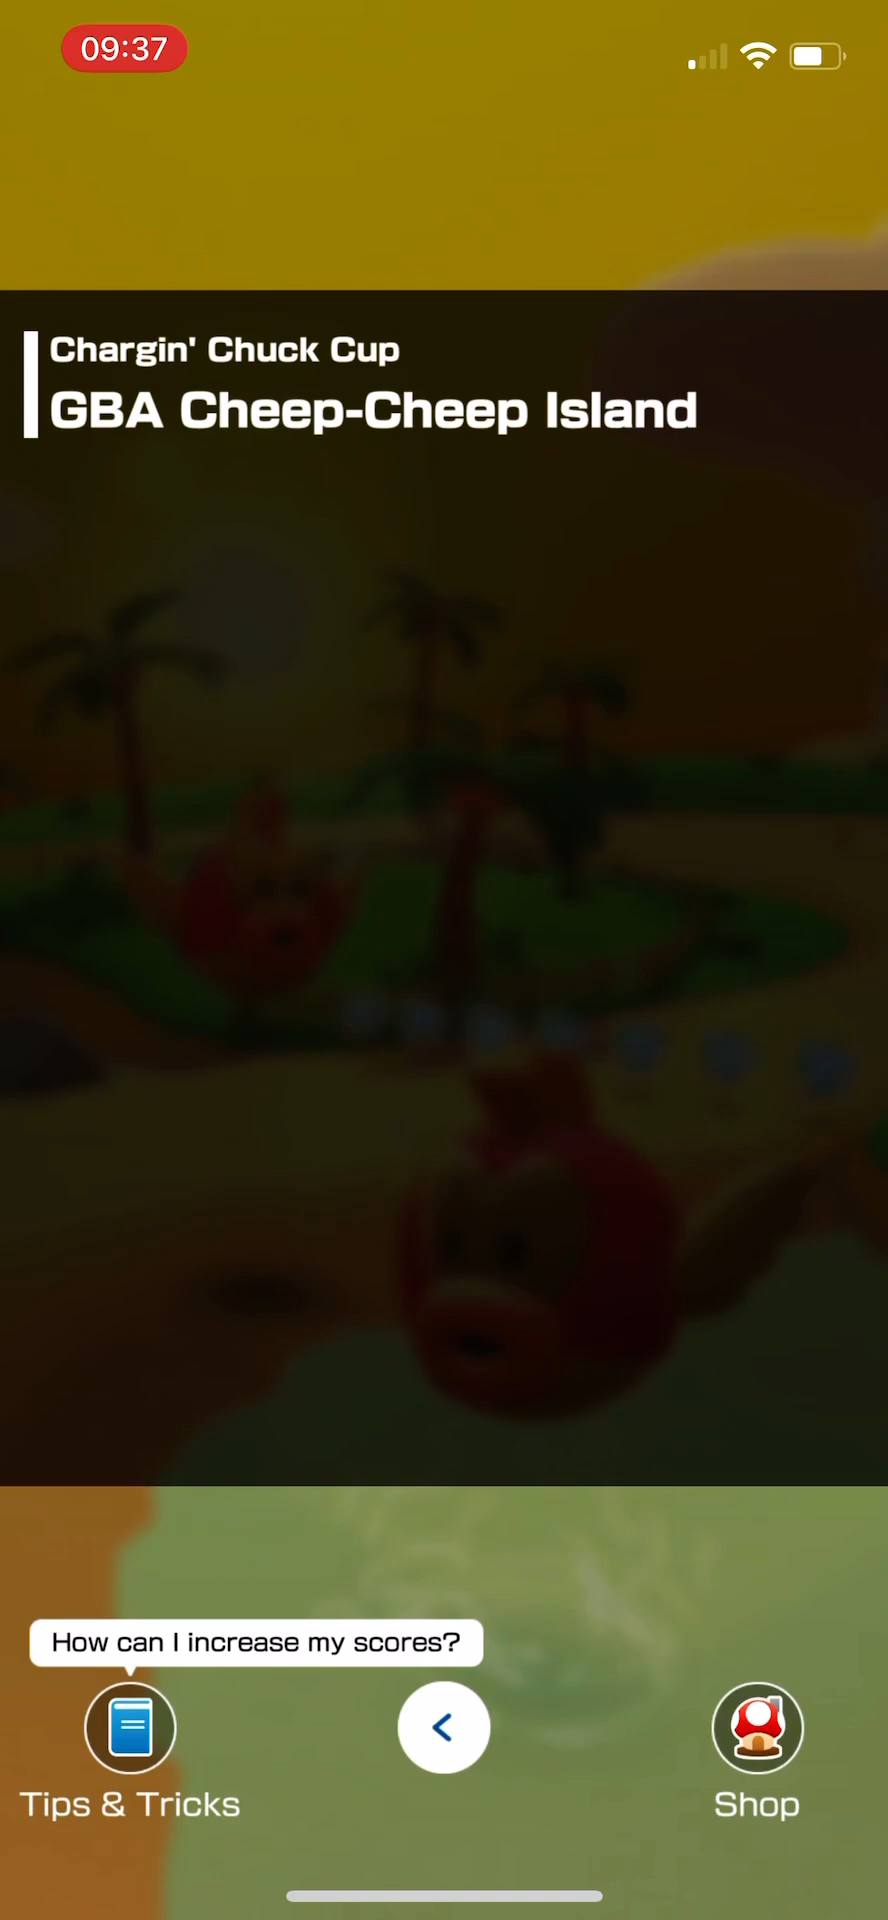 09:37
Chargin' Chuck Cup
GBA Cheep-Cheep Island
How can I increase my scores?
Tips & Tricks
Shop